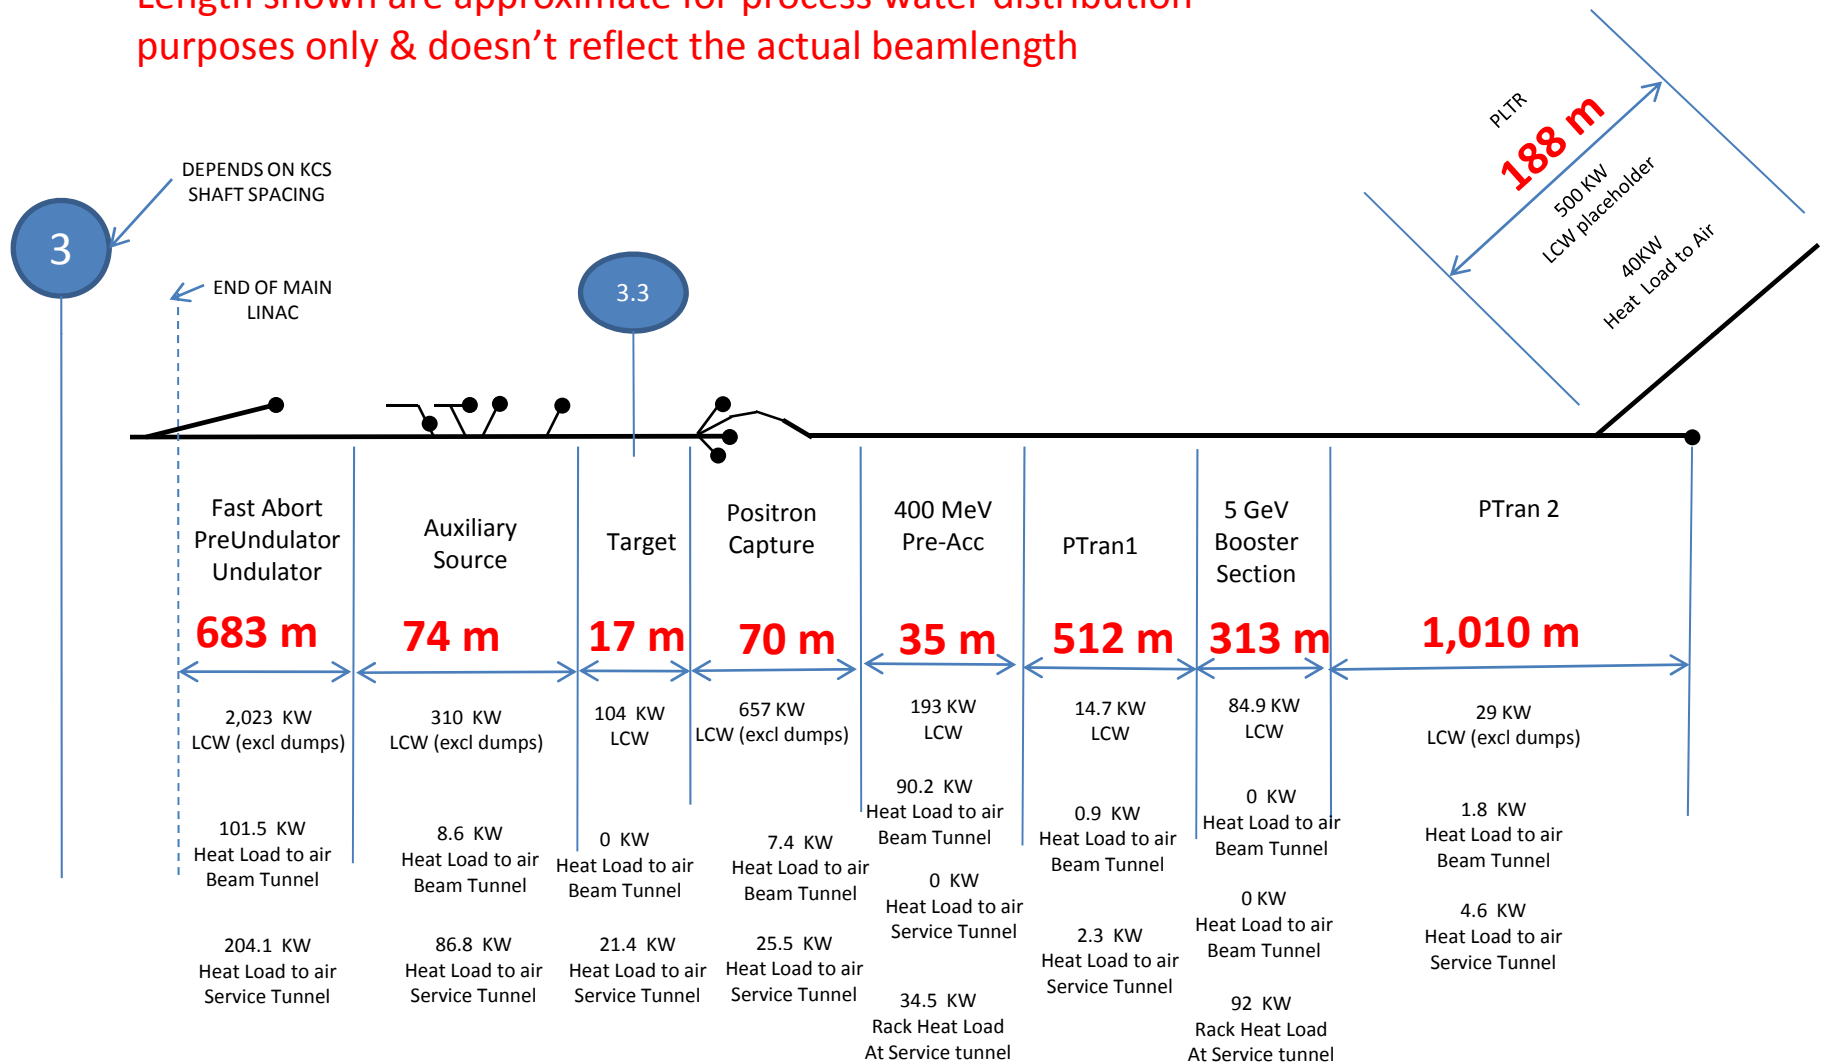 Length shown are approximate for process water distribution
purposes only & doesn't reflect the actual beamlength
DEPENDS ON KCS
SHAFT SPACING
3
END OF MAIN
LINAC
3.3
PLTR
188 m
500 KW
LCW placeholder
40KW
Heat Load to Air
Fast Abort
PreUndulator
Undulator
683 m
2,023 KW
LCW (excl dumps)
101.5 KW
Heat Load to air
Beam Tunnel
204.1 KW
Heat Load to air
Service Tunnel
Auxiliary
Source
74 m
310 KW
LCW (excl dumps)
8.6 KW
Heat Load to air
Beam Tunnel
86.8 KW
Heat Load to air
Service Tunnel
Target
17 m
104 KW
LCW
0 KW
Heat Load to air
Beam Tunnel
21.4 KW
Heat Load to air
Service Tunnel
Positron
Capture
70 m
657 KW
LCW (excl dumps)
7.4 KW
Heat Load to air
Beam Tunnel
25.5 KW
Heat Load to air
Service Tunnel
400 MeV
Pre-Acc
35 m
193 KW
LCW
90.2 KW
Heat Load to air
Beam Tunnel
0 KW
Heat Load to air
Service Tunnel
34.5 KW
Rack Heat Load
At Service tunnel
PTran1
512 m
14.7 KW
LCW
0.9 KW
Heat Load to air
Beam Tunnel
2.3 KW
Heat Load to air
Service Tunnel
5 GeV
Booster
Section
313 m
84.9 KW
LCW
0 KW
Heat Load to air
Beam Tunnel
0 KW
Heat Load to air
Beam Tunnel
92 KW
Rack Heat Load
At Service tunnel
PTran 2
1,010 m
29 KW
LCW (excl dumps)
1.8 KW
Heat Load to air
Beam Tunnel
4.6 KW
Heat Load to air
Service Tunnel